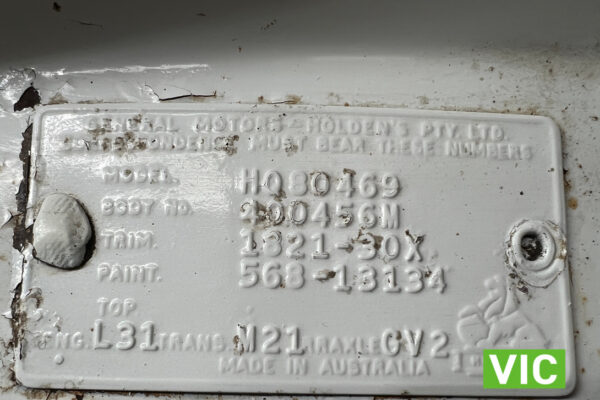 GENERAL MOTORS-HOLDEN'S PTY. LTD.
MUST BEAR THESE NUMBERS
MODEL. HQ80469
BODY NO. 400456M
TRIM. 1821-30X
PAINT. 568-13134
TOP
ENG. L31 TRANS. M21 R.AXLE GV2
MADE IN AUSTRALIA
VIC